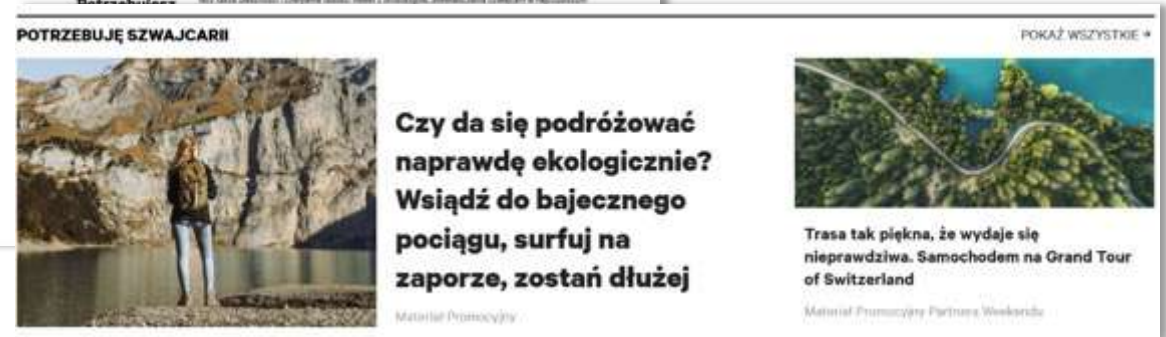 Potrzebujesz
POTRZEBUJĘ SZWAJCARII
POKAŻ WSZYSTKIE
Czy da się podróżować
naprawdę ekologicznie?
Wsiądź do bajecznego
pociągu, surfuj na
zaporze, zostań dłużej
Materiał Promocyjny
Trasa tak piękna, że wydaje się
nieprawdziwa. Samochodem na Grand Tour
of Switzerland
Materiał Promocyjny Partnera Weekendu